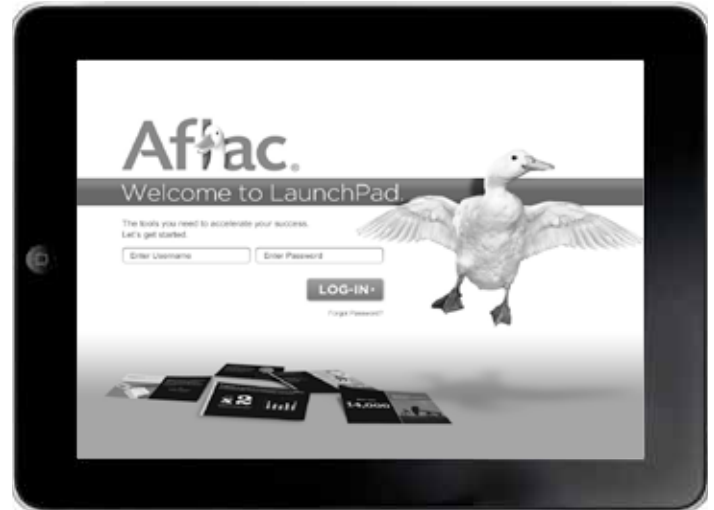 Aflac®
Welcome to LaunchPad.
The tools you need to accelerate your success.
Let's get started.
Enter Username Enter Password
LOG-IN
Forgot Password?
x2
14,000